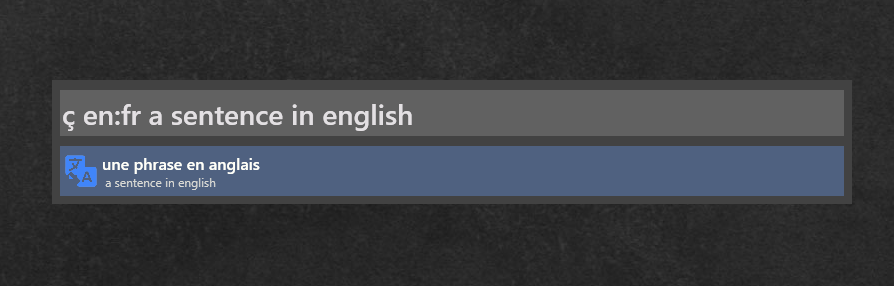 ç en:fr a sentence in english
une phrase en anglais
a sentence in english